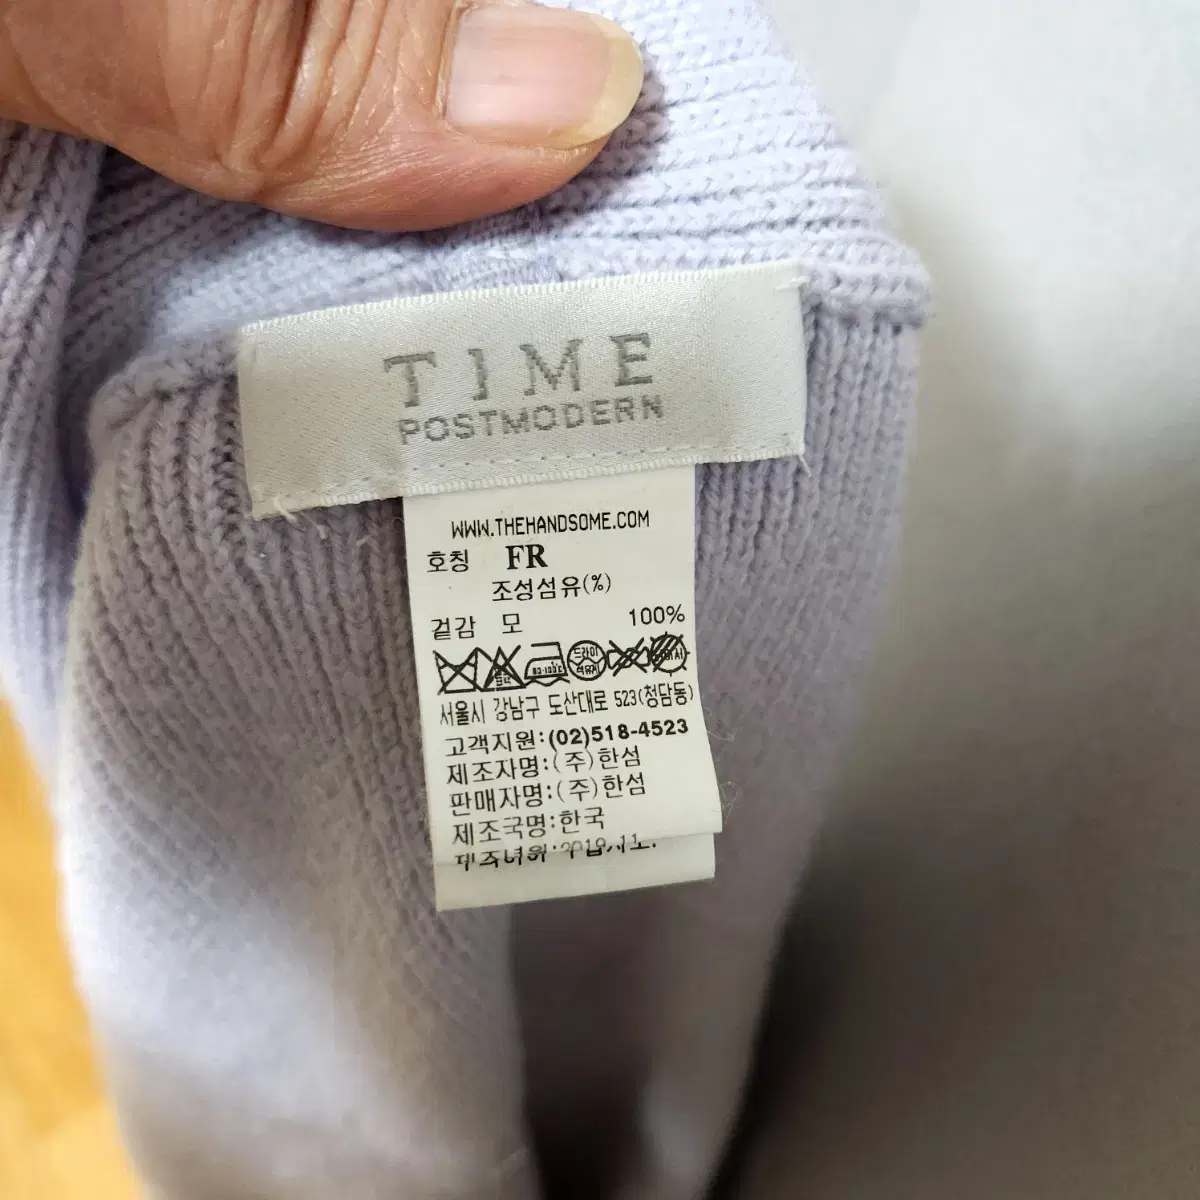 TIME
POSTMODERN
WWW.THEHANDSOME.COM
호칭 FR
조성섬유(%)
겉감 모 100%
드라이
서울시 강남구 도산대로 523(청담동)
고객지원:(02)518-4523
제조자명:(주)한섬
판매자명:(주)한섬
제조국명:한국